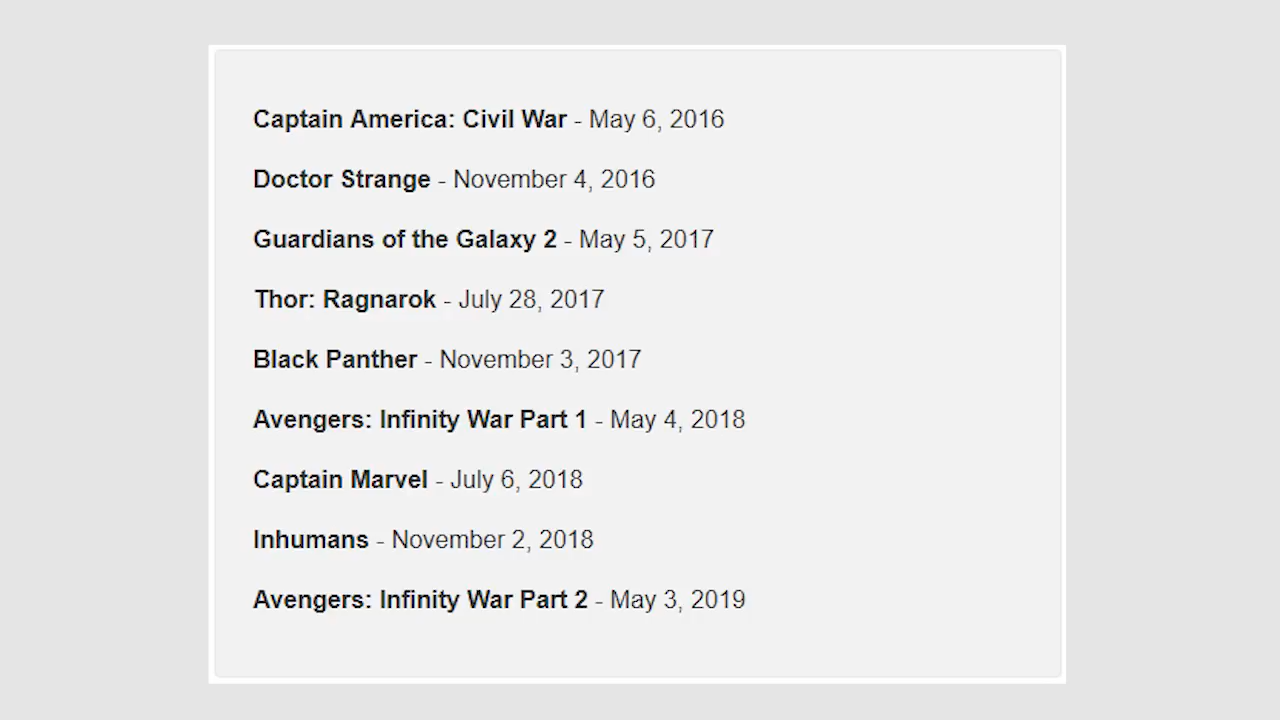 Captain America: Civil War - May 6, 2016
Doctor Strange - November 4, 2016
Guardians of the Galaxy 2 - May 5, 2017
Thor: Ragnarok - July 28, 2017
Black Panther - November 3, 2017
Avengers: Infinity War Part 1 - May 4, 2018
Captain Marvel - July 6, 2018
Inhumans - November 2, 2018
Avengers: Infinity War Part 2 - May 3, 2019